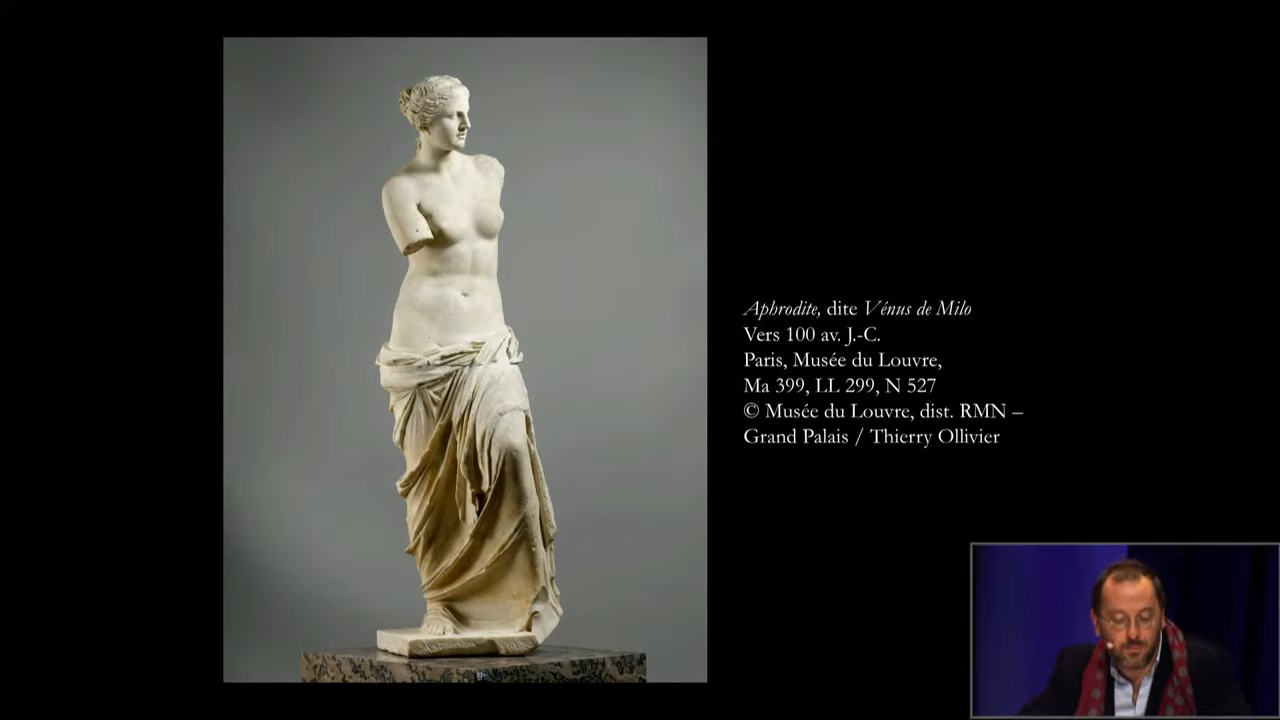 Aphrodite, dite Vénus de Milo
Vers 100 av. J.-C.
Paris, Musée du Louvre,
Ma 399, LL 299, N 527
© Musée du Louvre, dist. RMN –
Grand Palais / Thierry Ollivier